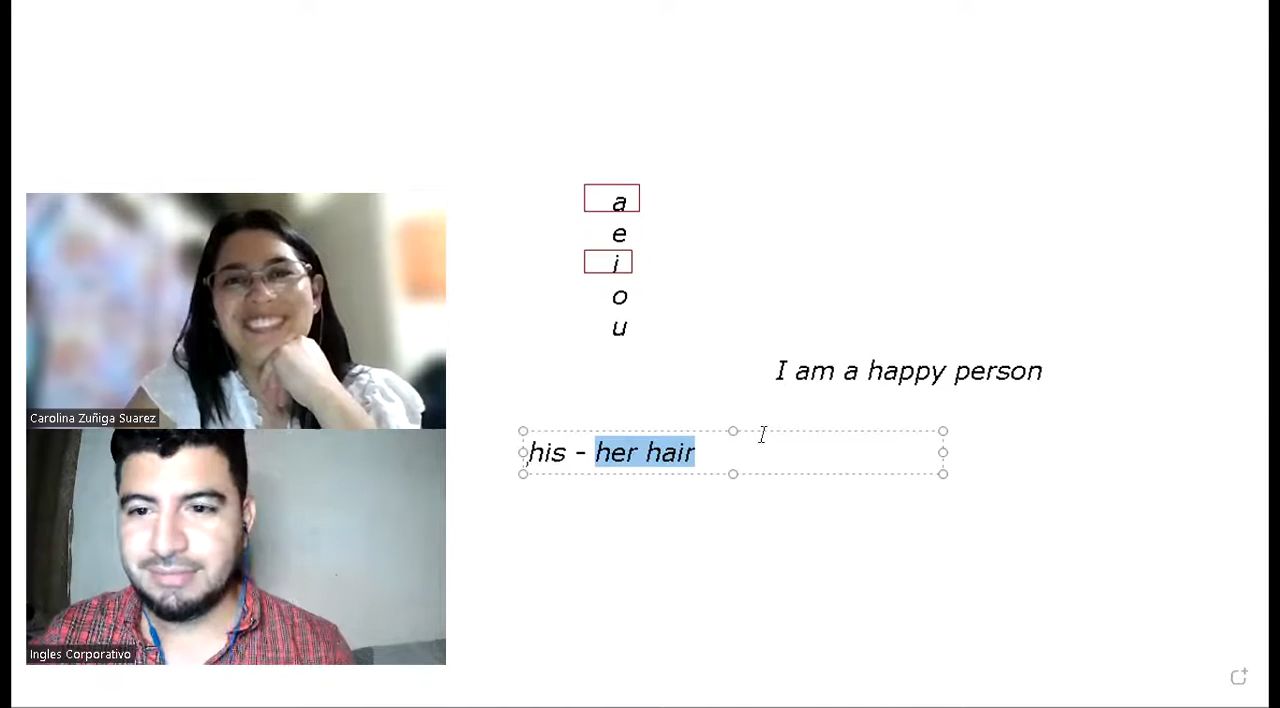 a
e
i
o
u
I am a happy person
his - her hair
Carolina Zuñiga Suarez
Ingles Corporativo